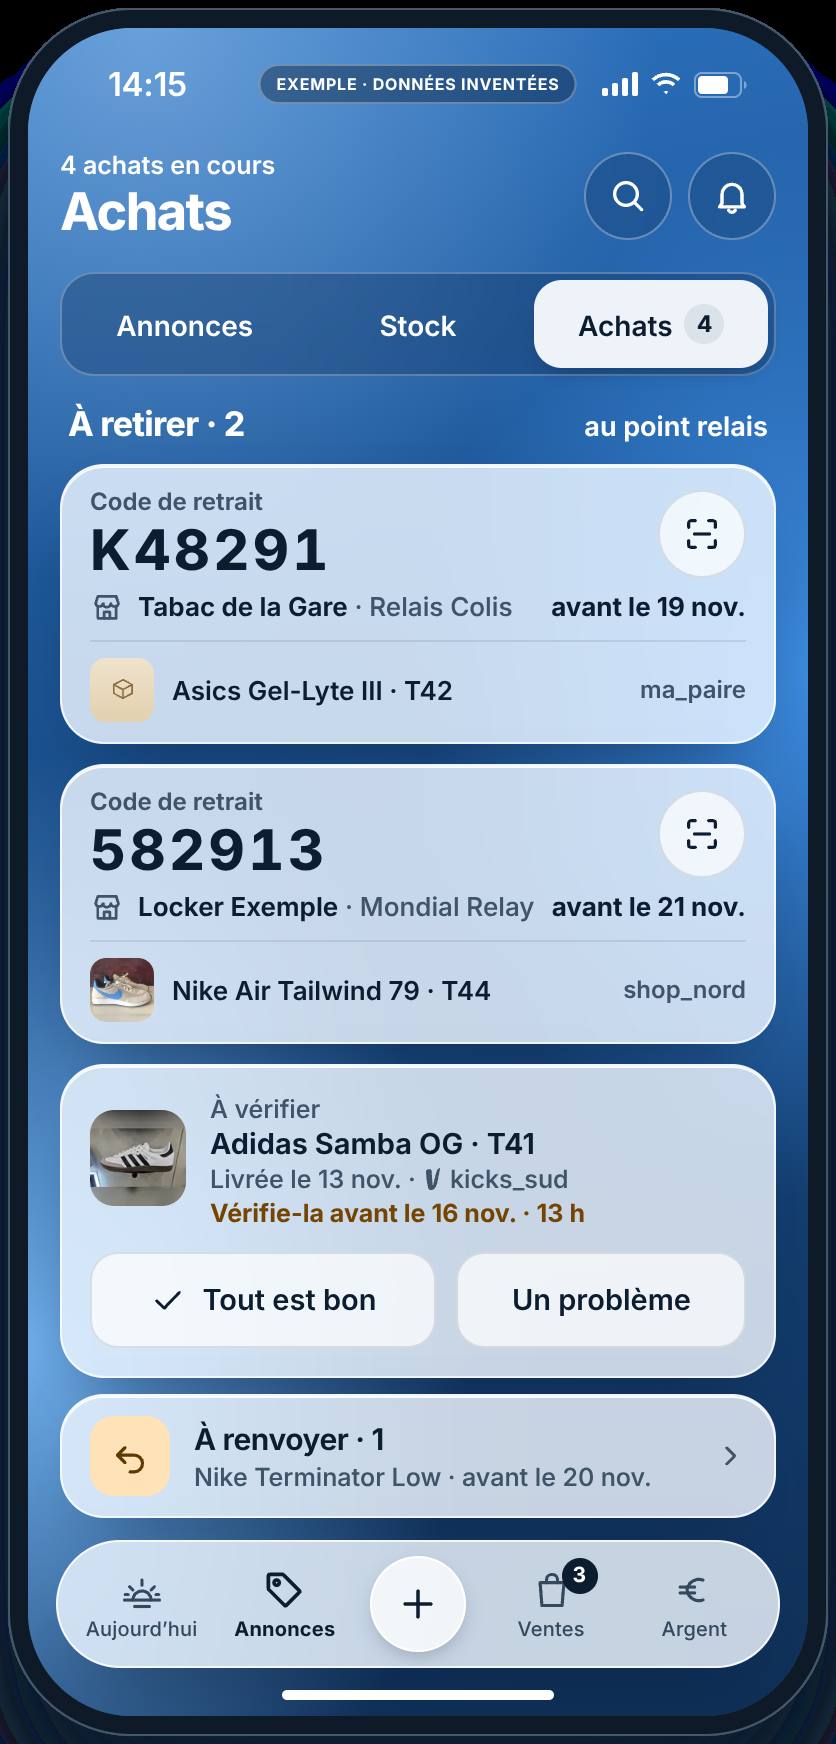 14:15
EXEMPLE · DONNÉES INVENTÉES
4 achats en cours
Achats
Annonces
Stock
Achats 4
À retirer · 2
au point relais
Code de retrait
K48291
Tabac de la Gare · Relais Colis
avant le 19 nov.
Asics Gel-Lyte III · T42
ma_paire
Code de retrait
582913
Locker Exemple · Mondial Relay
avant le 21 nov.
Nike Air Tailwind 79 · T44
shop_nord
À vérifier
Adidas Samba OG · T41
Livrée le 13 nov. · kicks_sud
Vérifie-la avant le 16 nov. · 13 h
Tout est bon
Un problème
À renvoyer · 1
Nike Terminator Low · avant le 20 nov.
Aujourd’hui
Annonces
3
Ventes
Argent